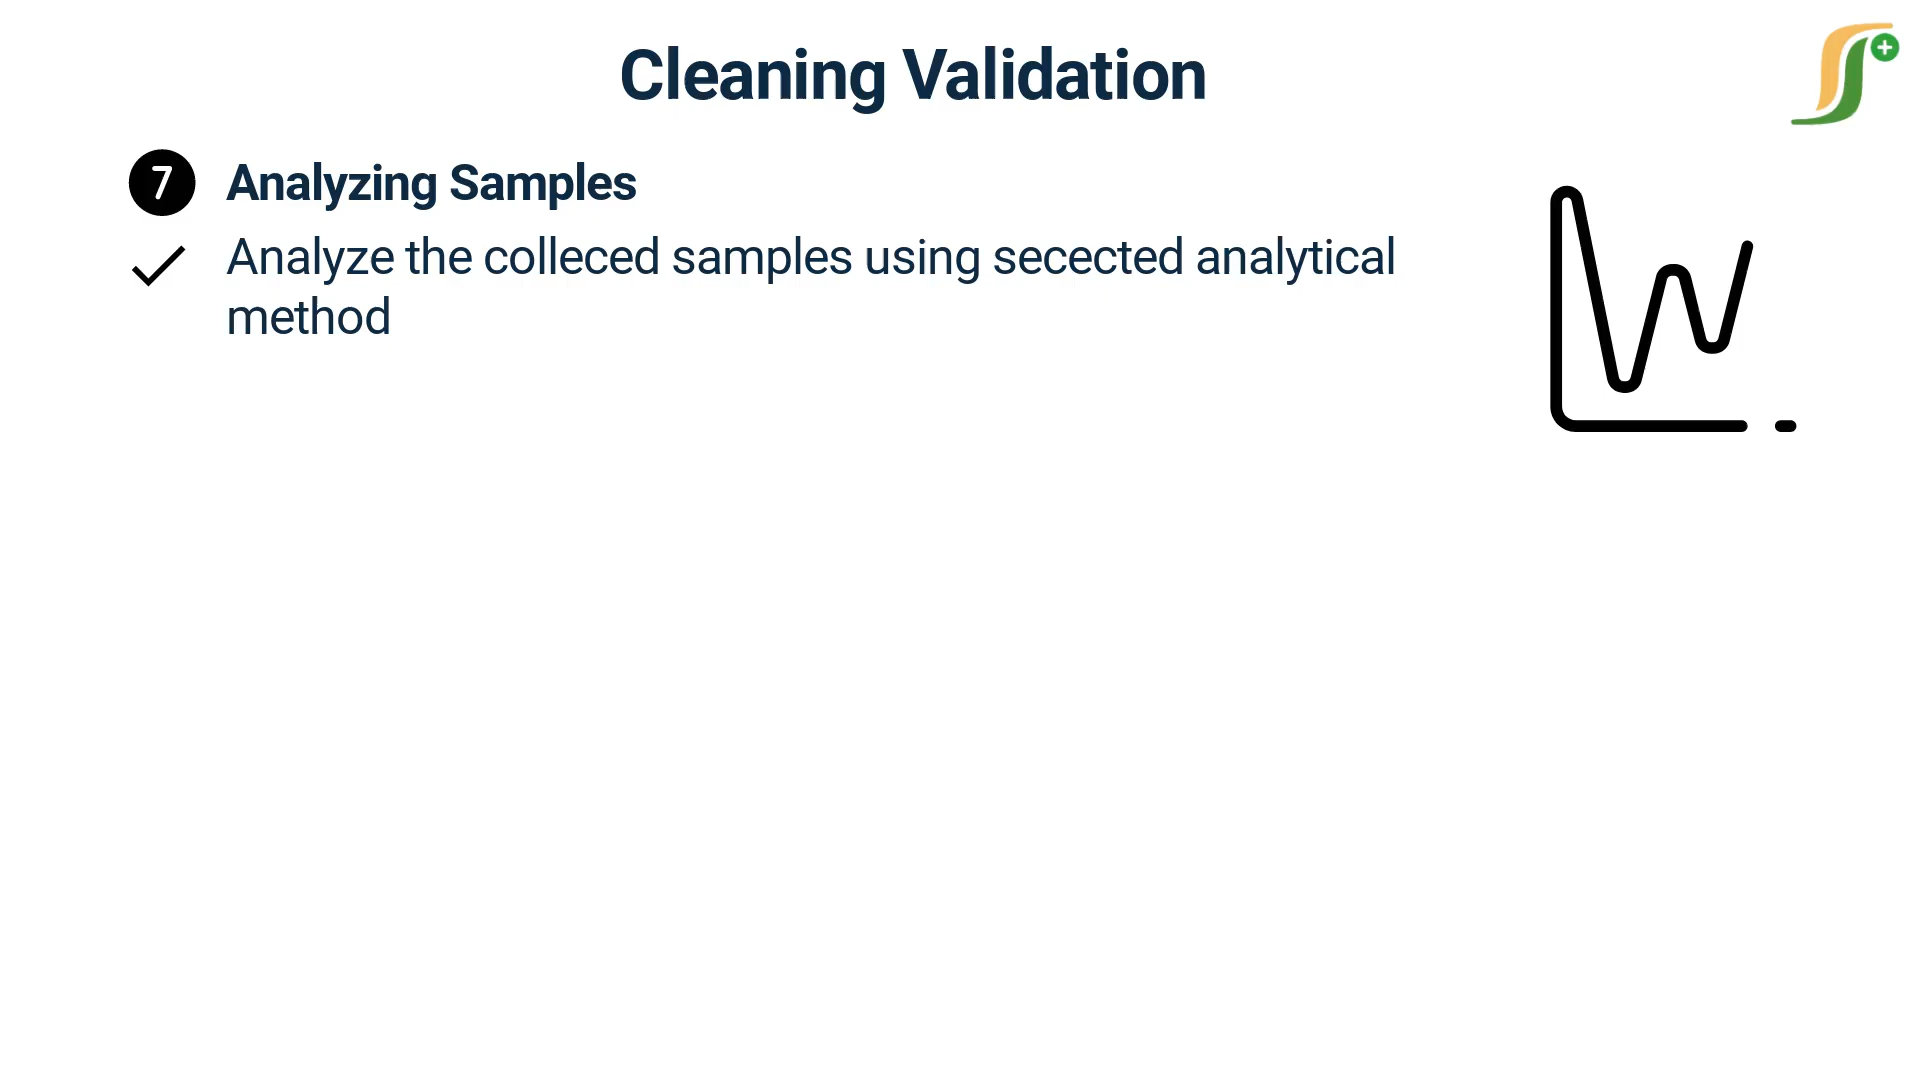 Cleaning Validation
7 Analyzing Samples
Analyze the colleced samples using secected analytical
method